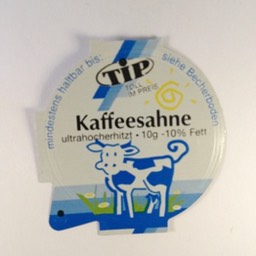 mindestens haltbar bis: siehe Becherboden
TiP
TOLL
IM PREIS
Kaffeesahne
ultrahocherhitzt • 10g -10% Fett